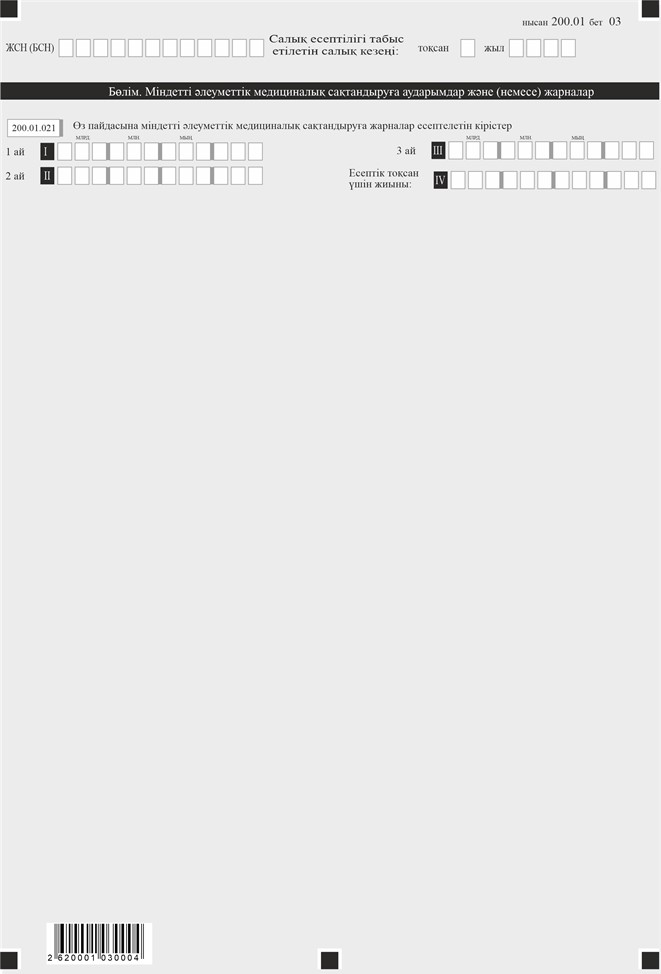 нысан 200.01 бет 03
ЖСН (БСН) Салық есептілігі табыс
етілетін салық кезеңі: тоқсан жыл
Бөлім. Міндетті әлеуметтік медициналық сақтандыруға аударымдар және (немесе) жарналар
200.01.021 Өз пайдасына міндетті әлеуметтік медициналық сақтандыруға жарналар есептелетін кірістер
МЛРД МЛН МЫҢ МЛРД МЛН МЫҢ
1 ай I 3 ай III
2 ай II Есептік тоқсан
үшін жиыны: IV
2 620001 030004